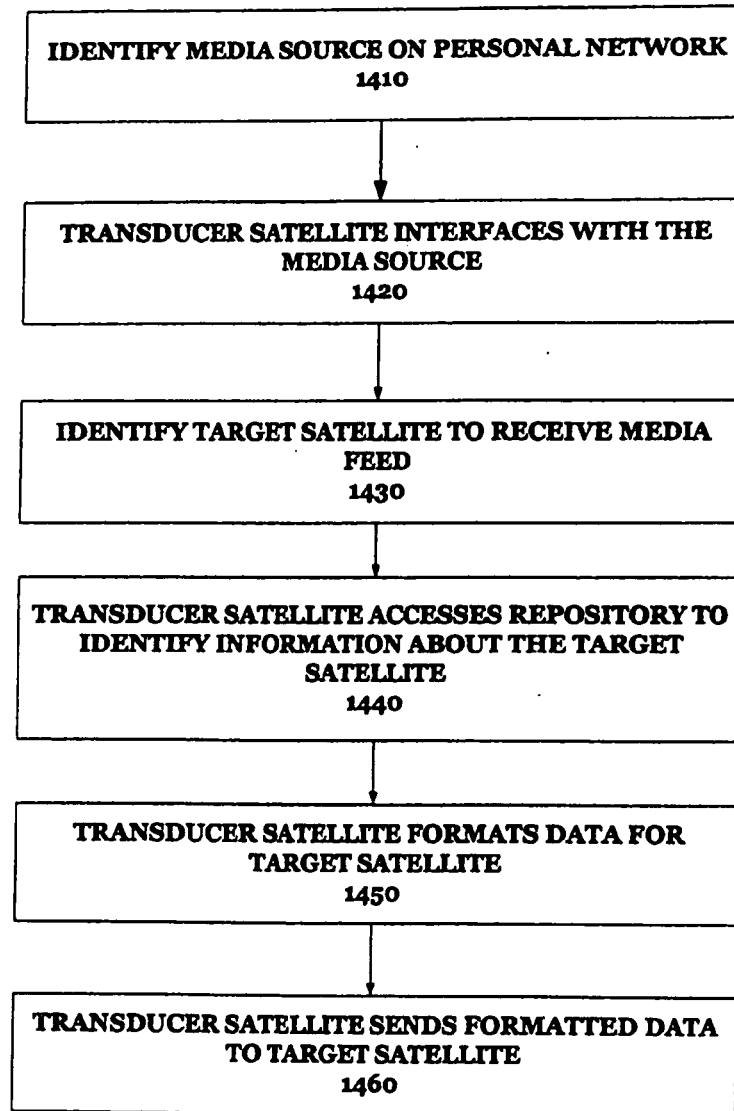 IDENTIFY MEDIA SOURCE ON PERSONAL NETWORK
1410
TRANSDUCER SATELLITE INTERFACES WITH THE
MEDIA SOURCE
1420
IDENTIFY TARGET SATELLITE TO RECEIVE MEDIA
FEED
1430
TRANSDUCER SATELLITE ACCESSES REPOSITORY TO
IDENTIFY INFORMATION ABOUT THE TARGET
SATELLITE
1440
TRANSDUCER SATELLITE FORMATS DATA FOR
TARGET SATELLITE
1450
TRANSDUCER SATELLITE SENDS FORMATTED DATA
TO TARGET SATELLITE
1460